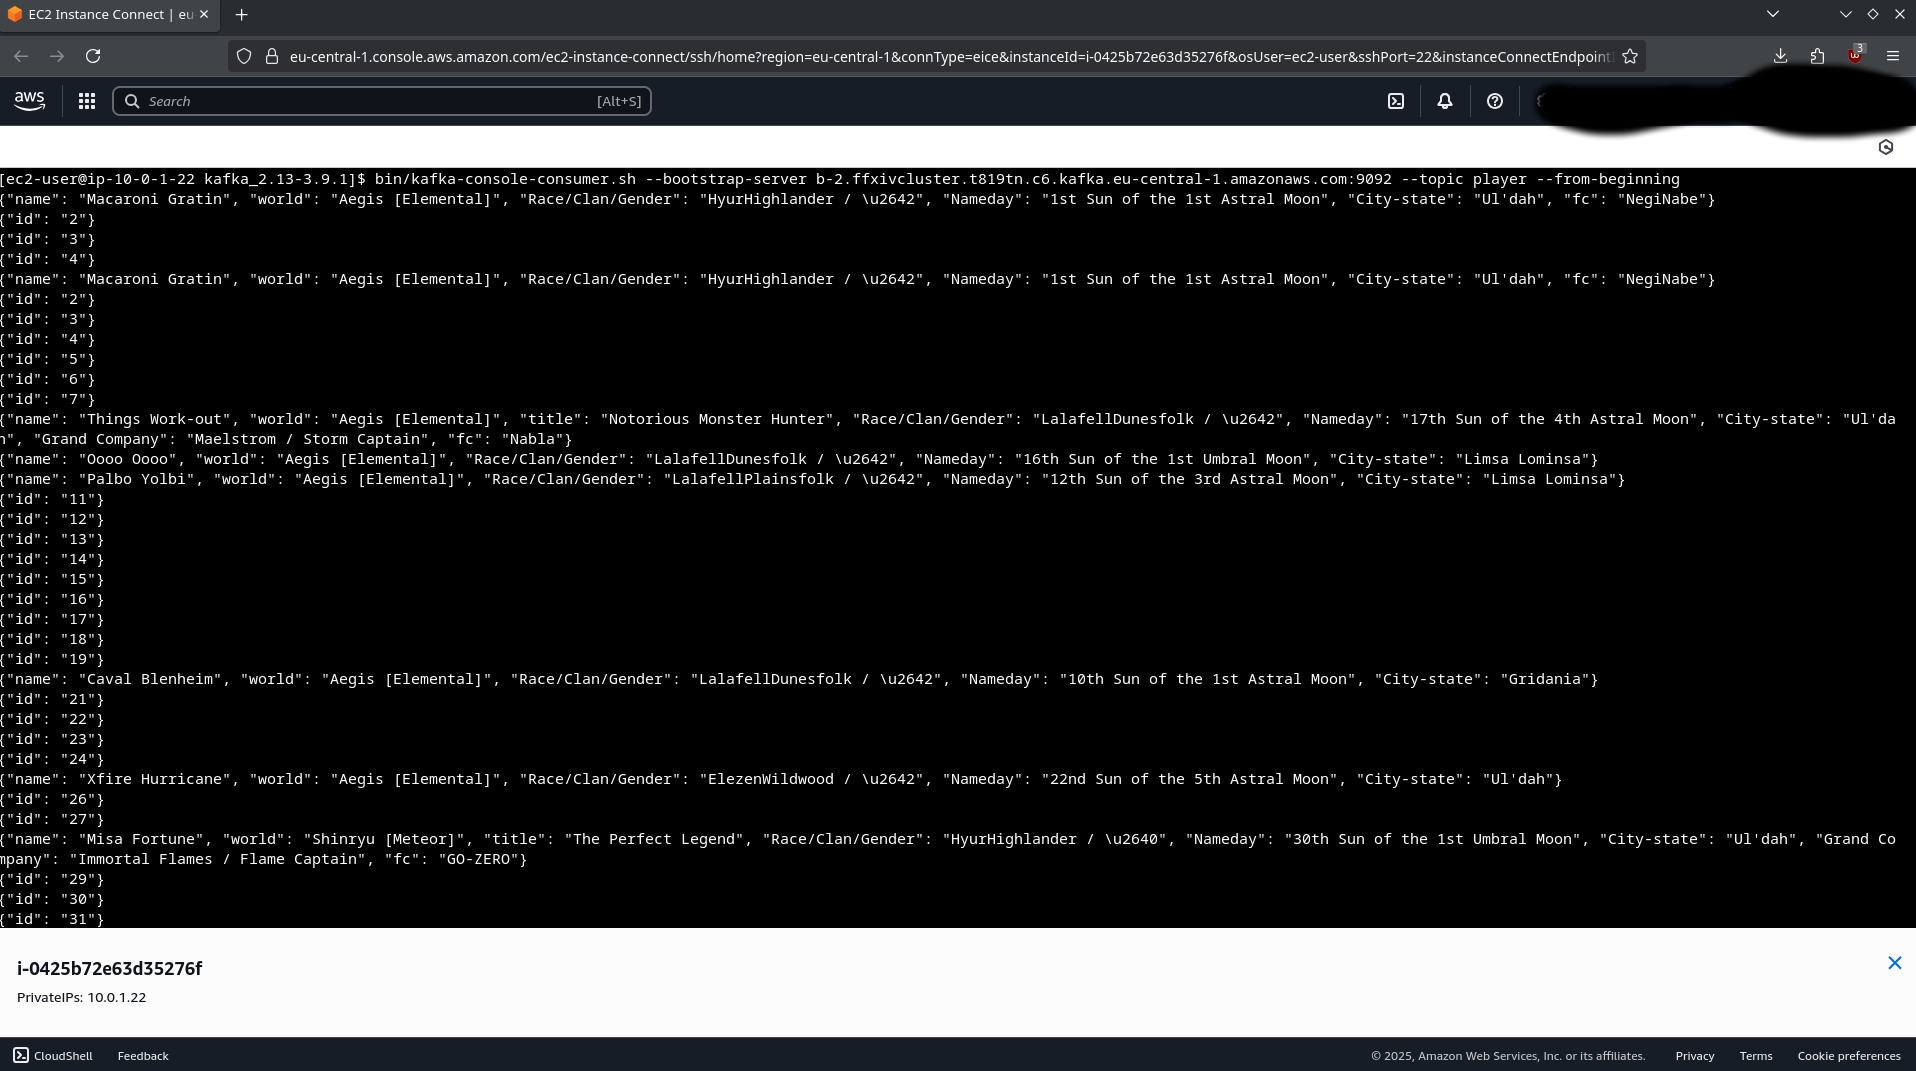 EC2 Instance Connect | eu
3
eu-central-1.console.aws.amazon.com/ec2-instance-connect/ssh/home?region=eu-central-1&connType=eice&instanceId=i-0425b72e63d35276f&osUser=ec2-user&sshPort=22&instanceConnectEndpoint
aws
Search
[Alt+S]
[ec2-user@ip-10-0-1-22 kafka_2.13-3.9.1]$ bin/kafka-console-consumer.sh --bootstrap-server b-2.ffxivcluster.t819tn.c6.kafka.eu-central-1.amazonaws.com:9092 --topic player --from-beginning
{"name": "Macaroni Gratin", "world": "Aegis [Elemental]", "Race/Clan/Gender": "HyurHighlander / \u2642", "Nameday": "1st Sun of the 1st Astral Moon", "City-state": "Ul'dah", "fc": "NegiNabe"}
{"id": "2"}
{"id": "3"}
{"id": "4"}
{"name": "Macaroni Gratin", "world": "Aegis [Elemental]", "Race/Clan/Gender": "HyurHighlander / \u2642", "Nameday": "1st Sun of the 1st Astral Moon", "City-state": "Ul'dah", "fc": "NegiNabe"}
{"id": "2"}
{"id": "3"}
{"id": "4"}
{"id": "5"}
{"id": "6"}
{"id": "7"}
{"name": "Things Work-out", "world": "Aegis [Elemental]", "title": "Notorious Monster Hunter", "Race/Clan/Gender": "LalafellDunesfolk / \u2642", "Nameday": "17th Sun of the 4th Astral Moon", "City-state": "Ul'da
h", "Grand Company": "Maelstrom / Storm Captain", "fc": "Nabla"}
{"name": "Oooo Oooo", "world": "Aegis [Elemental]", "Race/Clan/Gender": "LalafellDunesfolk / \u2642", "Nameday": "16th Sun of the 1st Umbral Moon", "City-state": "Limsa Lominsa"}
{"name": "Palbo Yolbi", "world": "Aegis [Elemental]", "Race/Clan/Gender": "LalafellPlainsfolk / \u2642", "Nameday": "12th Sun of the 3rd Astral Moon", "City-state": "Limsa Lominsa"}
{"id": "11"}
{"id": "12"}
{"id": "13"}
{"id": "14"}
{"id": "15"}
{"id": "16"}
{"id": "17"}
{"id": "18"}
{"id": "19"}
{"name": "Caval Blenheim", "world": "Aegis [Elemental]", "Race/Clan/Gender": "LalafellDunesfolk / \u2642", "Nameday": "10th Sun of the 1st Astral Moon", "City-state": "Gridania"}
{"id": "21"}
{"id": "22"}
{"id": "23"}
{"id": "24"}
{"name": "Xfire Hurricane", "world": "Aegis [Elemental]", "Race/Clan/Gender": "ElezenWildwood / \u2642", "Nameday": "22nd Sun of the 5th Astral Moon", "City-state": "Ul'dah"}
{"id": "26"}
{"id": "27"}
{"name": "Misa Fortune", "world": "Shinryu [Meteor]", "title": "The Perfect Legend", "Race/Clan/Gender": "HyurHighlander / \u2640", "Nameday": "30th Sun of the 1st Umbral Moon", "City-state": "Ul'dah", "Grand Co
mpany": "Immortal Flames / Flame Captain", "fc": "GO-ZERO"}
{"id": "29"}
{"id": "30"}
{"id": "31"}
i-0425b72e63d35276f
PrivateIPs: 10.0.1.22
CloudShell
Feedback
© 2025, Amazon Web Services, Inc. or its affiliates.
Privacy
Terms
Cookie preferences